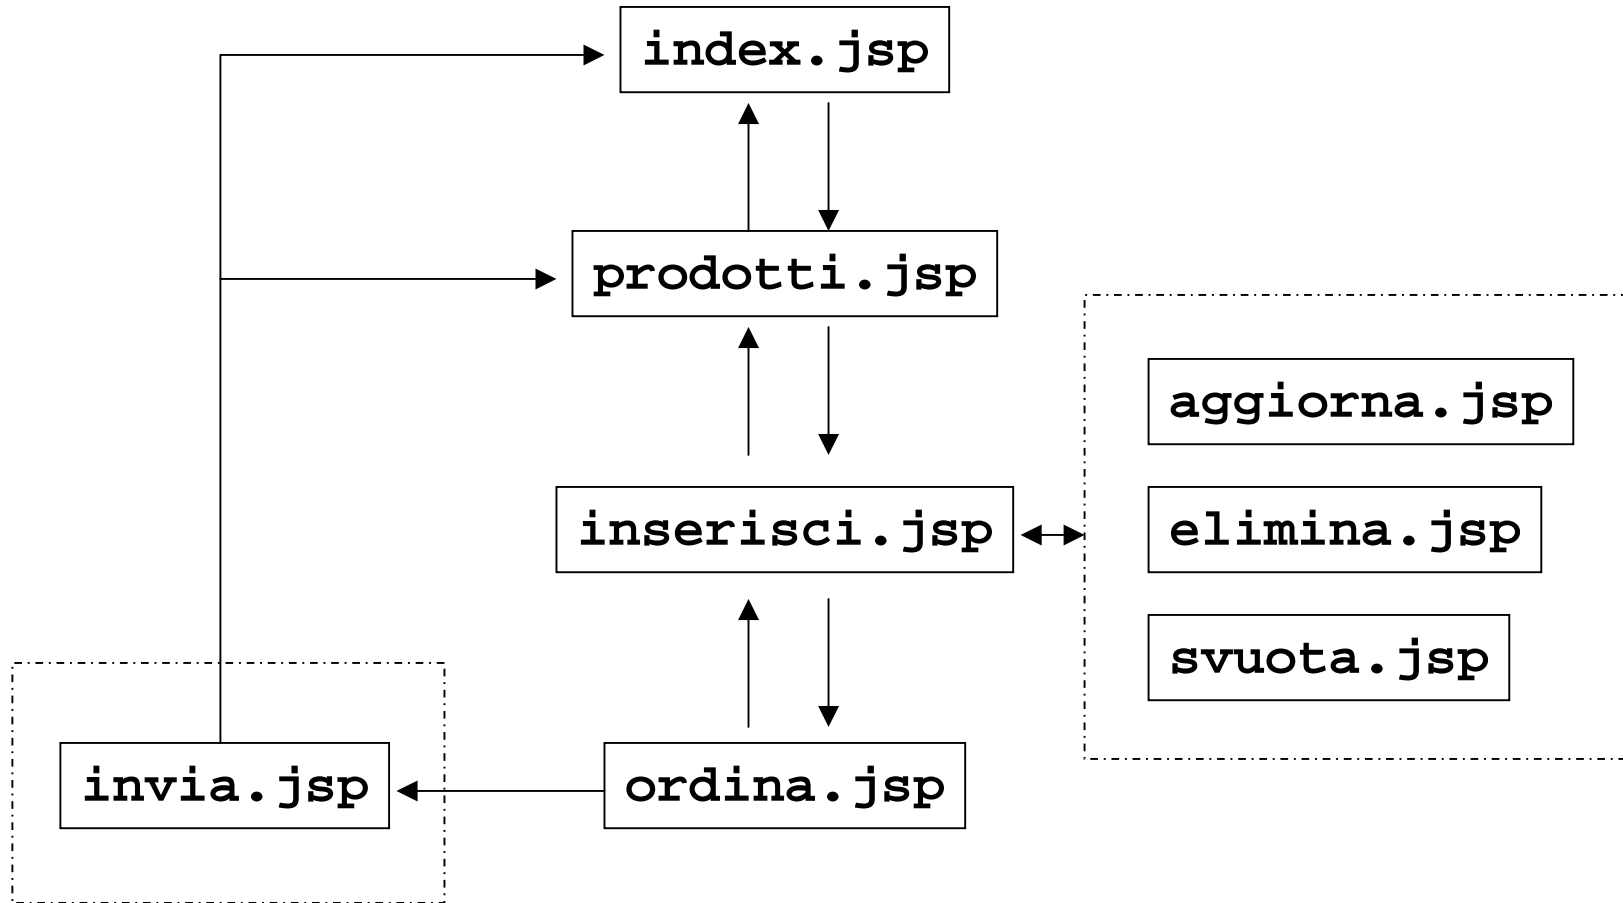 index.jsp
prodotti.jsp
aggiorna.jsp
inserisci.jsp
elimina.jsp
svuota.jsp
invia.jsp
ordina.jsp